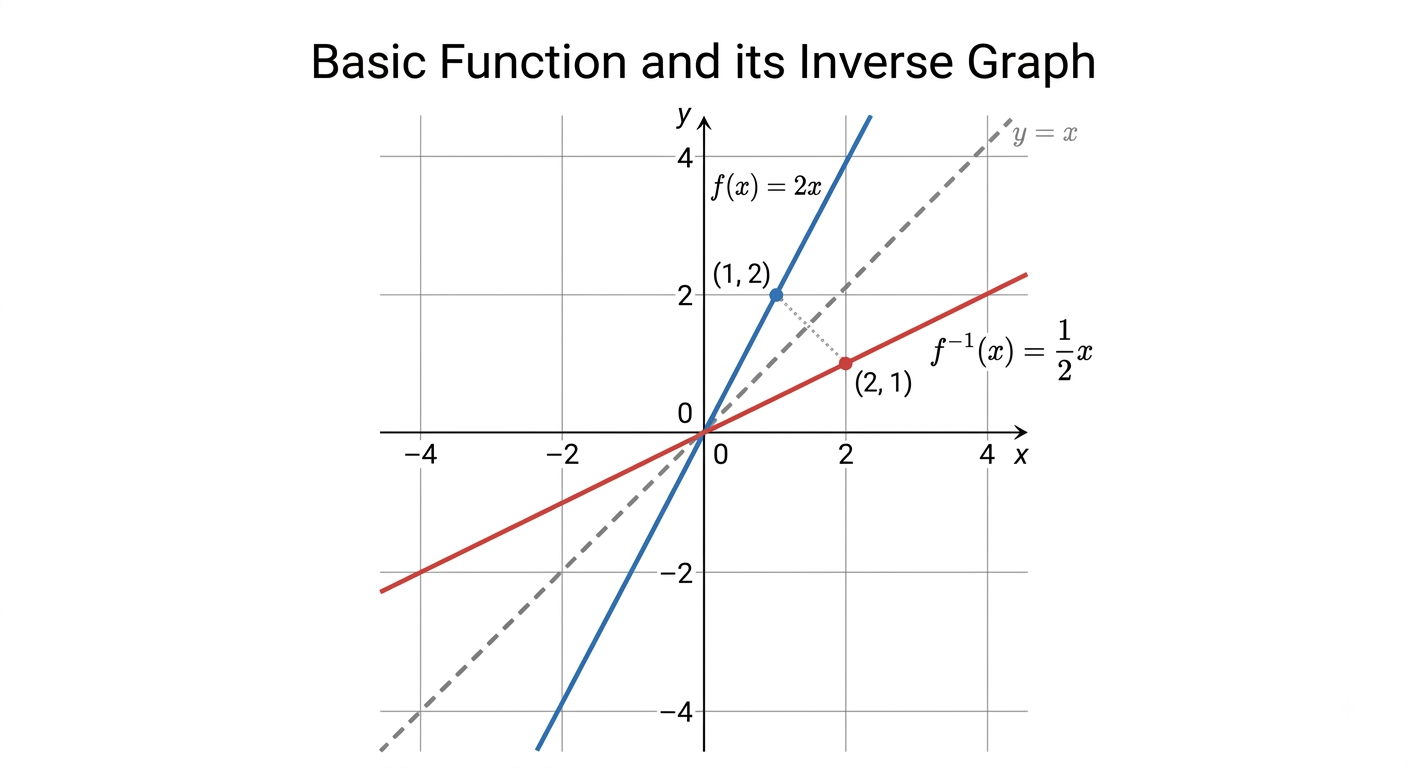 Basic Function and its Inverse Graph
y
y = x
4
f(x) = 2x
(1, 2)
2
f⁻¹(x) = 1/2 x
(2, 1)
0
−4 −2 0 2 4 x
−2
−4